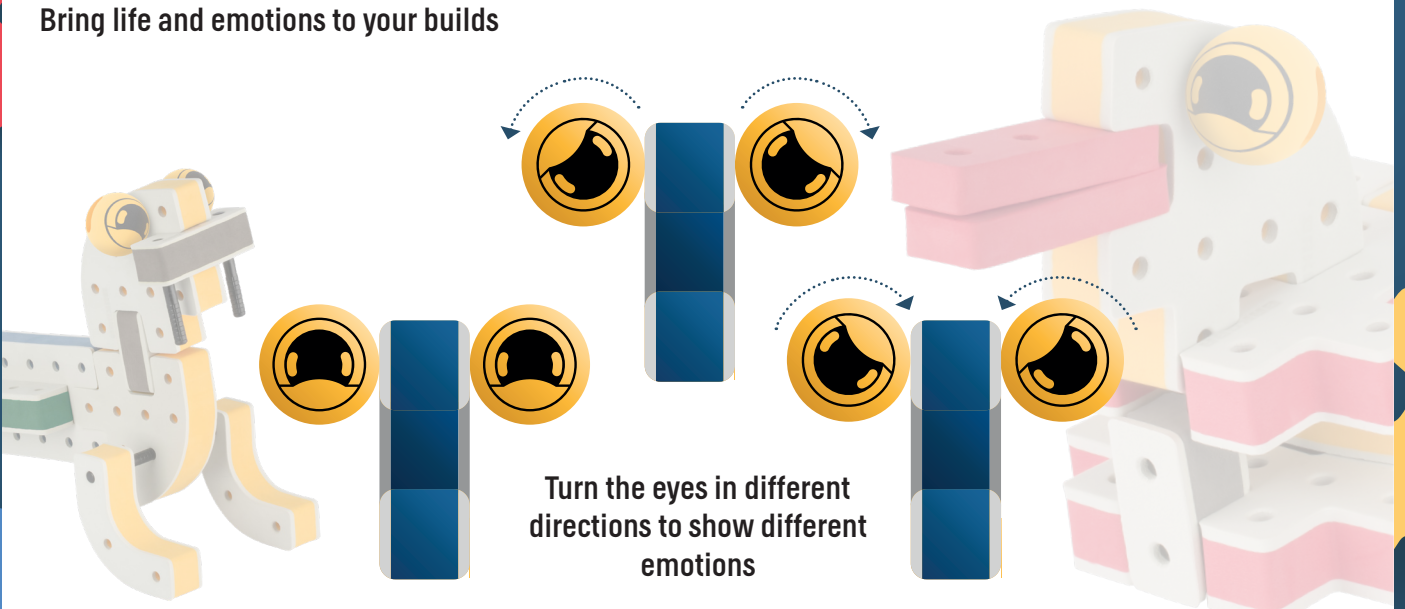 Bring life and emotions to your builds
Turn the eyes in different
directions to show different
emotions